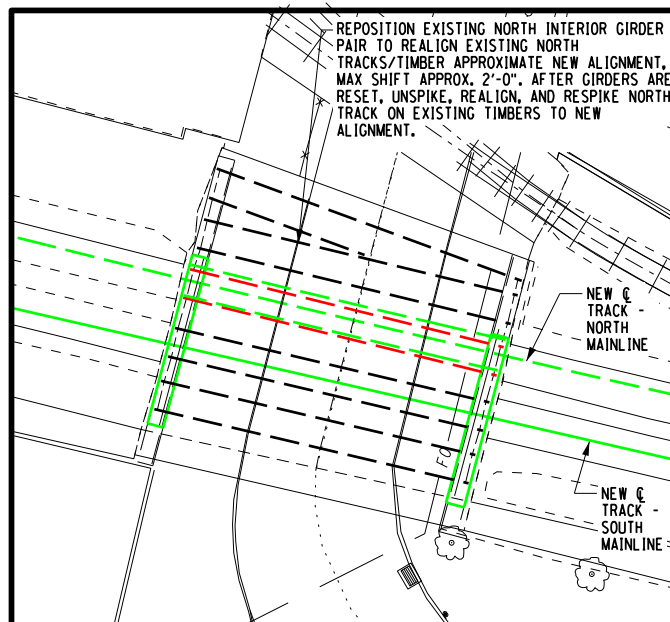 REPOSITION EXISTING NORTH INTERIOR GIRDER
PAIR TO REALIGN EXISTING NORTH
TRACKS/TIMBER APPROXIMATE NEW ALIGNMENT,
MAX SHIFT APPROX. 2'-0". AFTER GIRDERS ARE
RESET, UNSPIKE, REALIGN, AND RESPIKE NORTH
TRACK ON EXISTING TIMBERS TO NEW
ALIGNMENT.
NEW ℄
TRACK -
NORTH
MAINLINE
FO
NEW ℄
TRACK -
SOUTH
MAINLINE